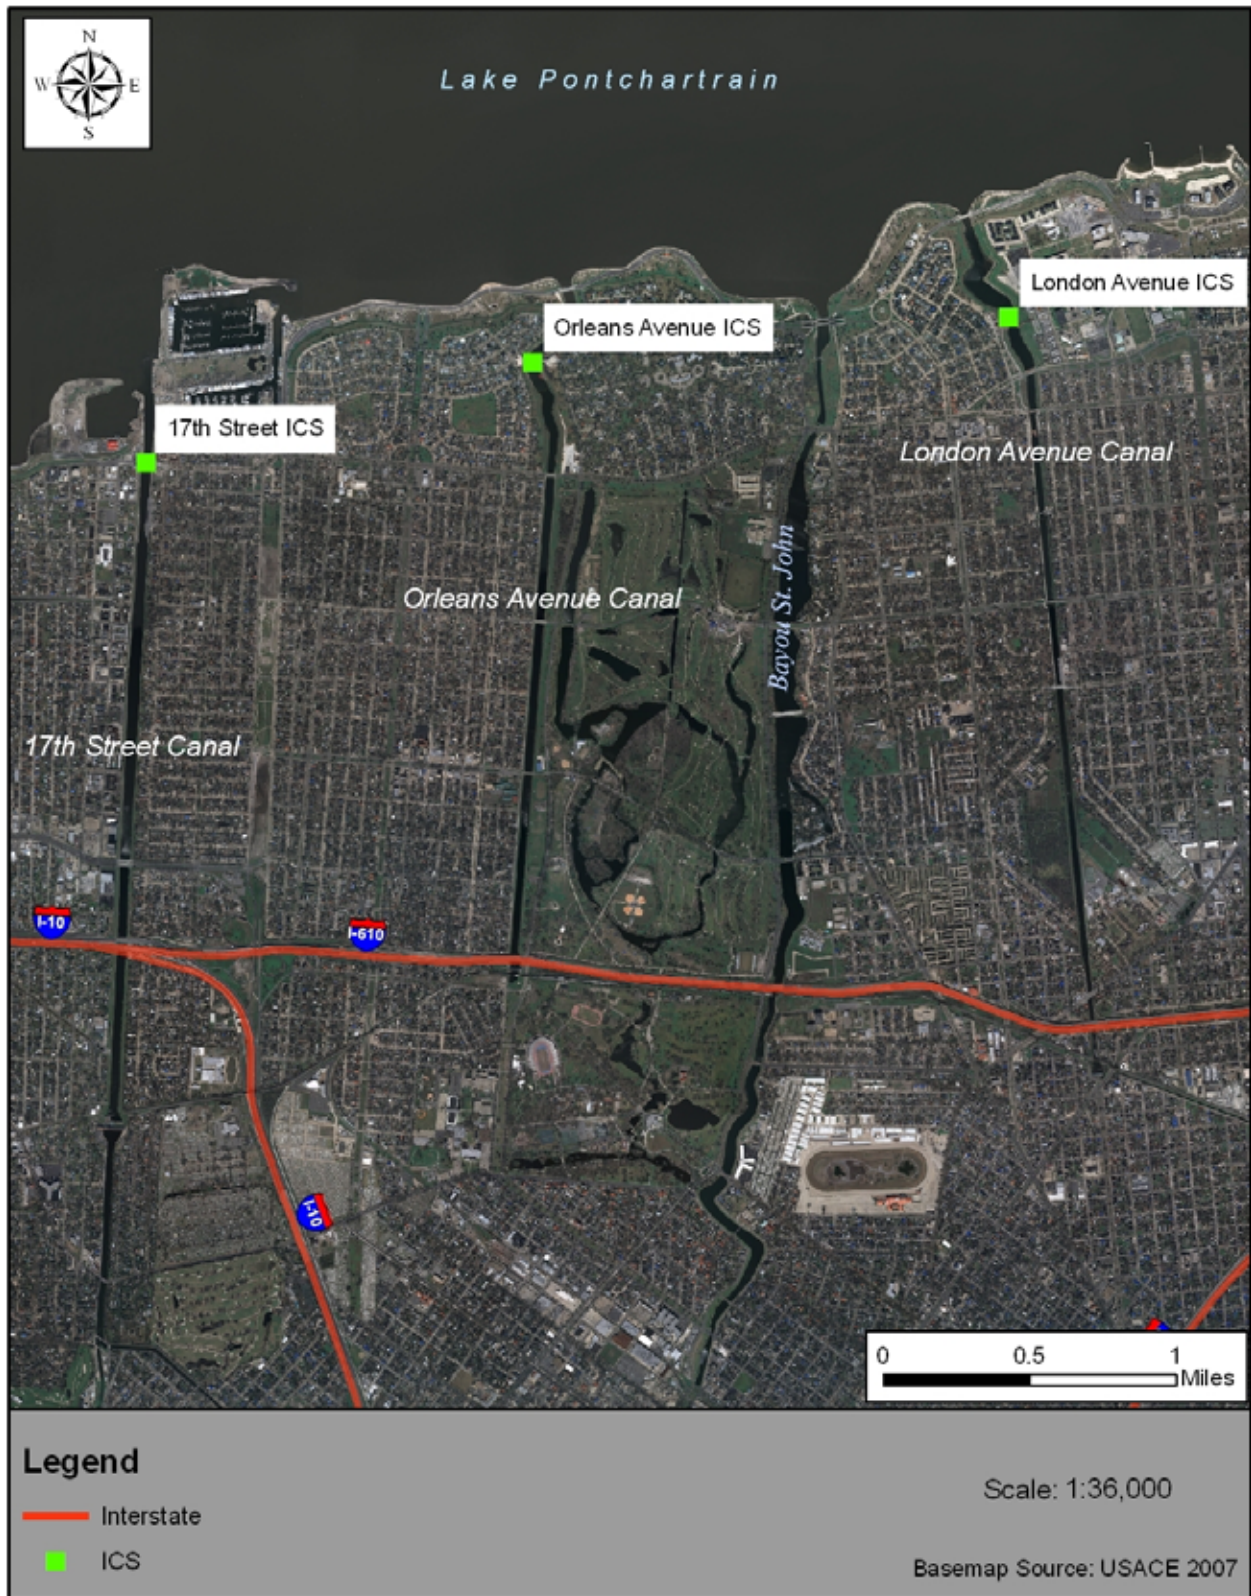 N
W E
S
Lake Pontchartrain
London Avenue ICS
Orleans Avenue ICS
17th Street ICS
London Avenue Canal
Bayou St. John
Orleans Avenue Canal
17th Street Canal
I-10
I-610
I-10
0 0.5 1
Miles
Legend
Interstate
ICS
Scale: 1:36,000
Basemap Source: USACE 2007